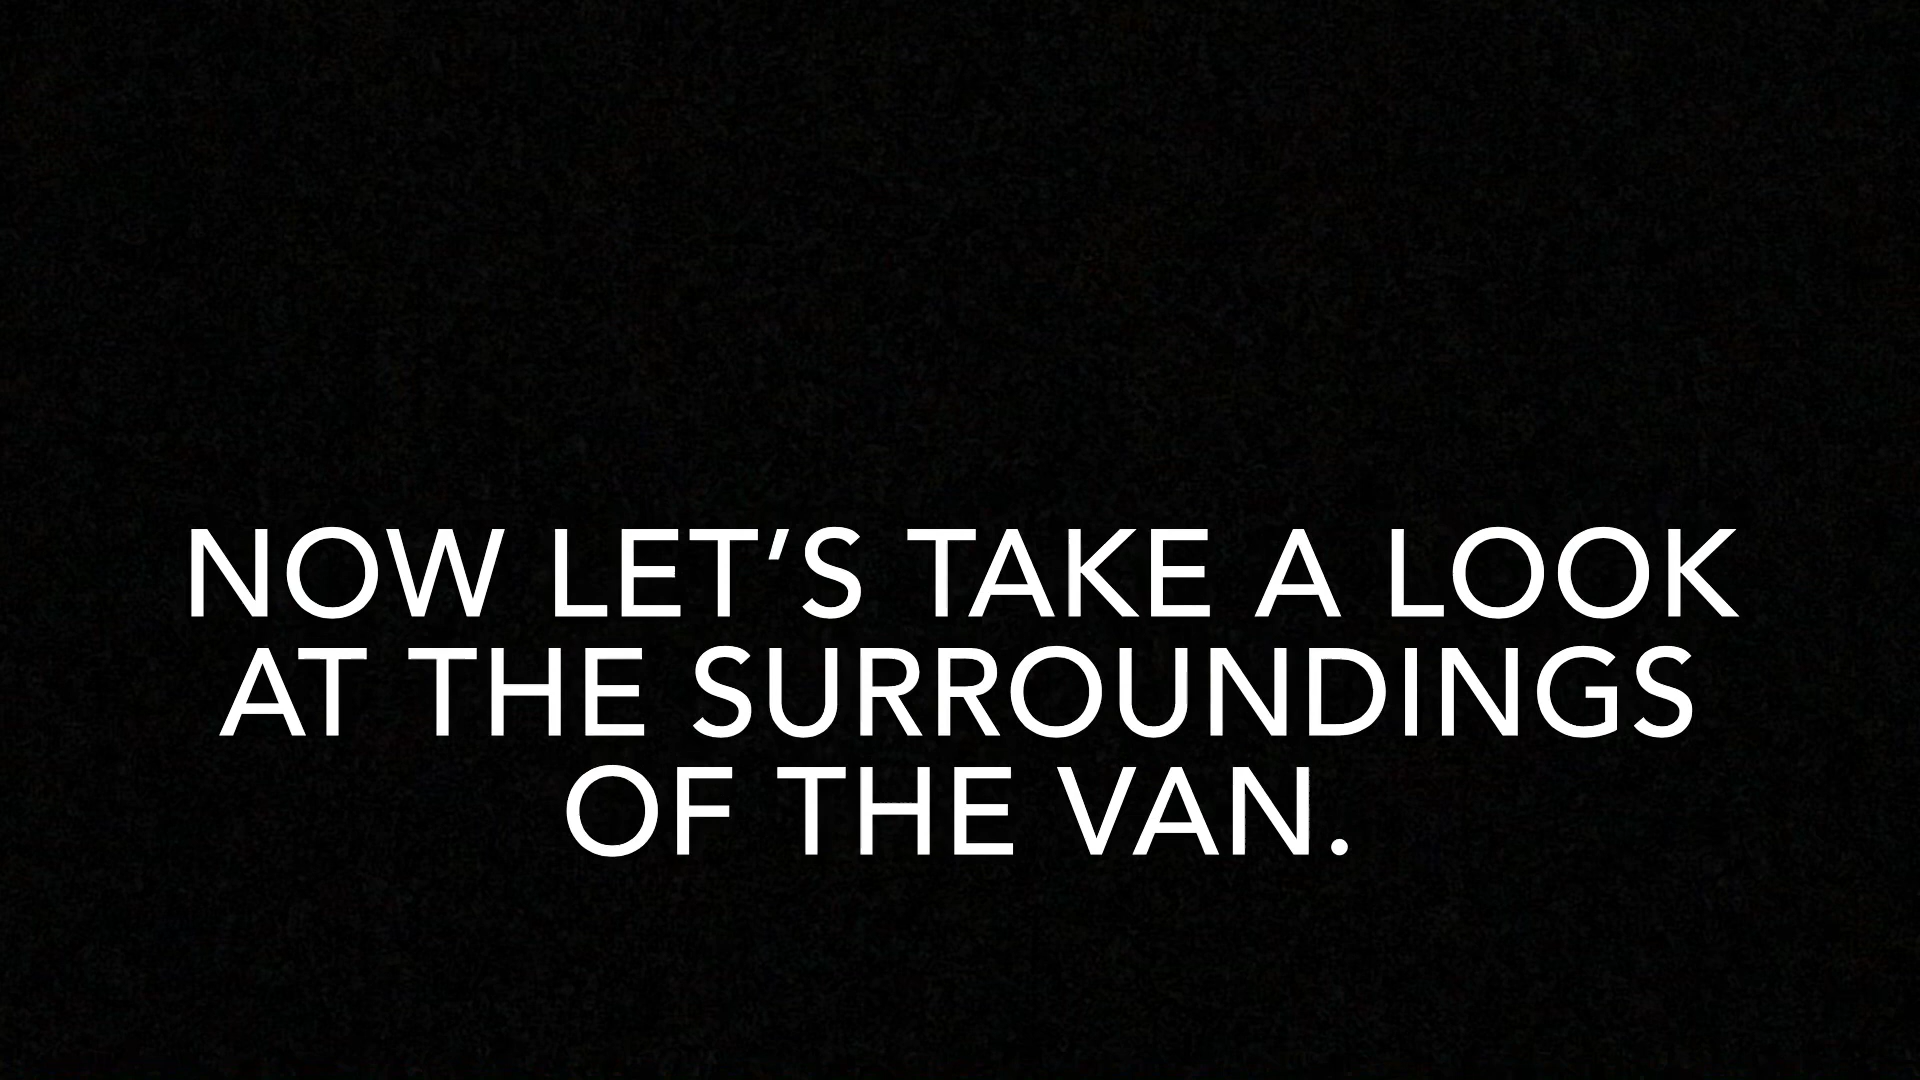 NOW LET’S TAKE A LOOK
AT THE SURROUNDINGS
OF THE VAN.